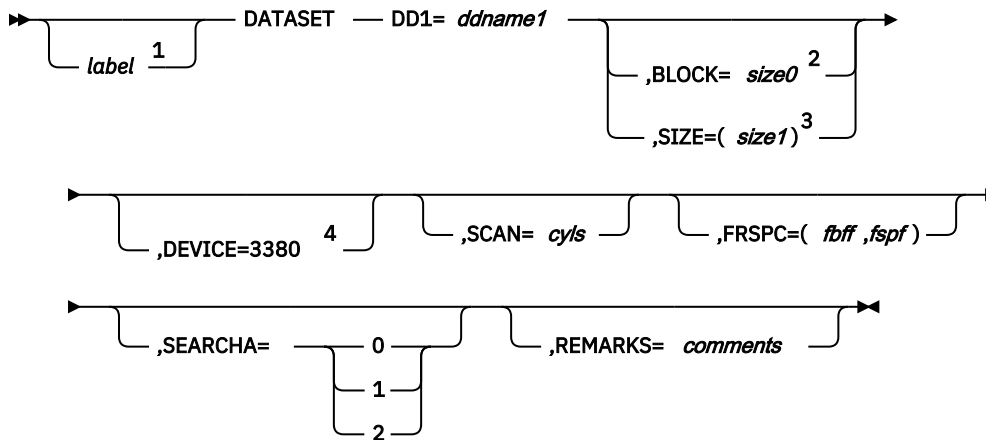 DATASET DD1= ddname1
label 1
,BLOCK= size0 2
,SIZE=( size1) 3
,DEVICE=3380 4
,SCAN= cyls
,FRSPC=( fbff ,fspf )
,SEARCHA= 0
1
2
,REMARKS= comments